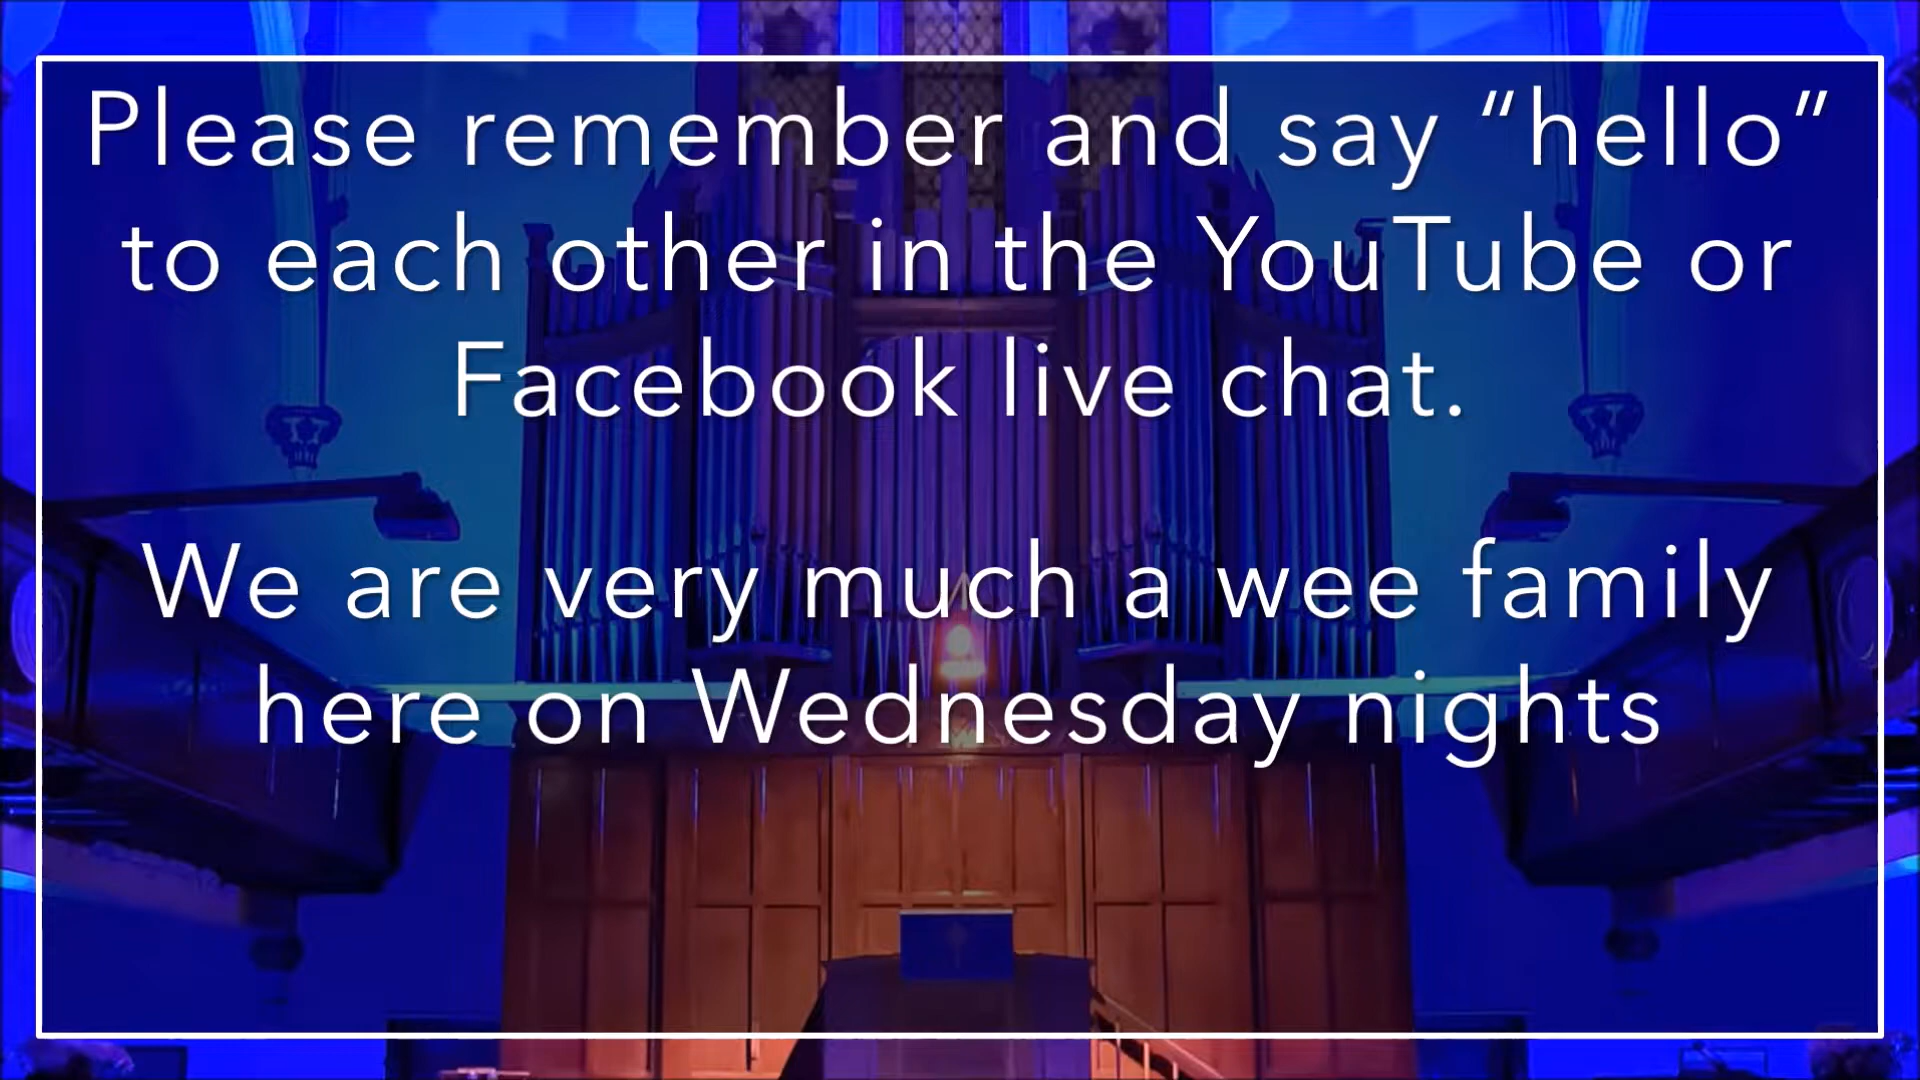 Please remember and say “hello”
to each other in the YouTube or
Facebook live chat.
We are very much a wee family
here on Wednesday nights